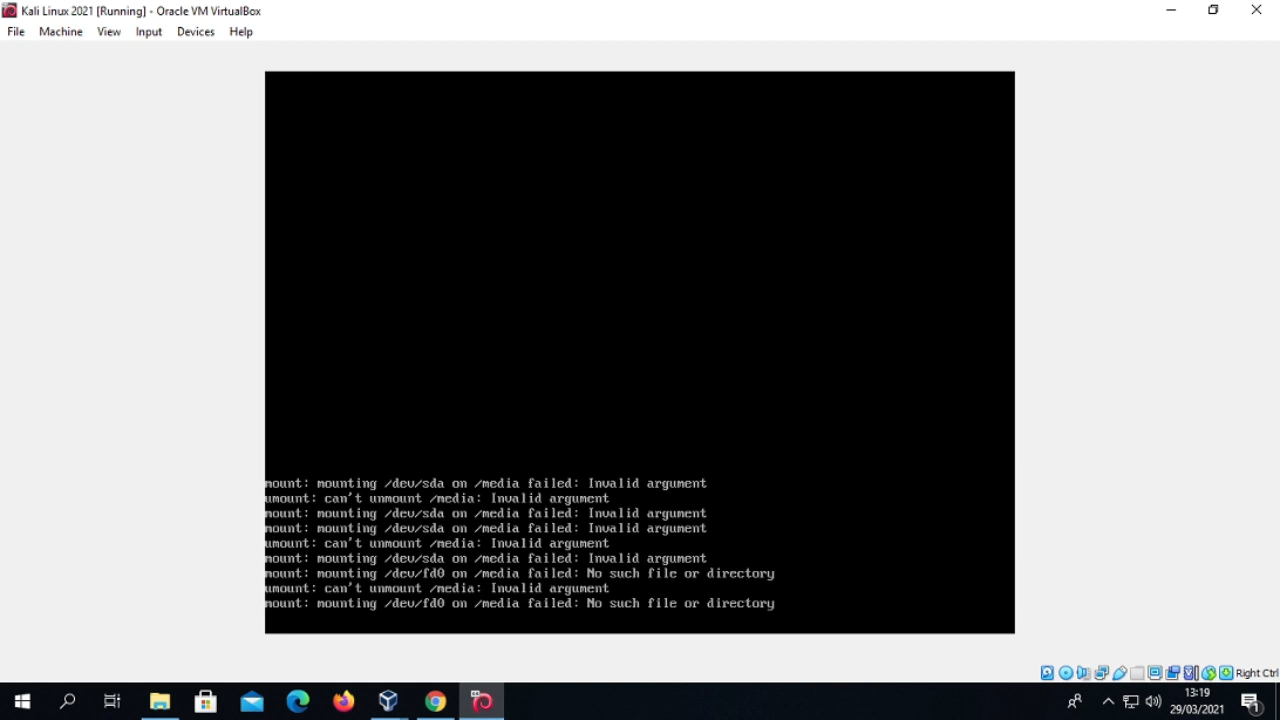 Kali Linux 2021 [Running] - Oracle VM VirtualBox
File Machine View Input Devices Help
mount: mounting /dev/sda on /media failed: Invalid argument
umount: can't unmount /media: Invalid argument
mount: mounting /dev/sda on /media failed: Invalid argument
mount: mounting /dev/sda on /media failed: Invalid argument
umount: can't unmount /media: Invalid argument
mount: mounting /dev/sda on /media failed: Invalid argument
mount: mounting /dev/fd0 on /media failed: No such file or directory
umount: can't unmount /media: Invalid argument
mount: mounting /dev/fd0 on /media failed: No such file or directory
Right Ctrl
13:19
29/03/2021
1